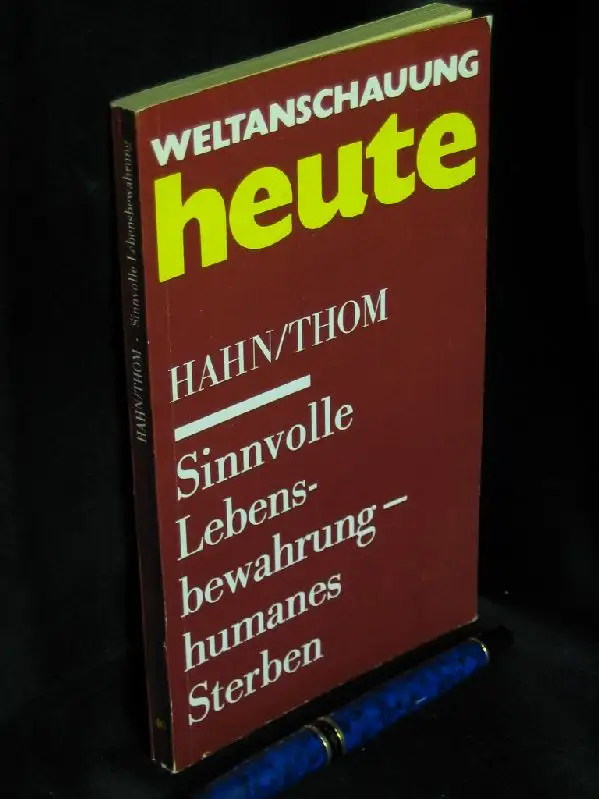 WELTANSCHAUUNG
heute
HAHN/THOM
Sinnvolle
Lebens-
bewahrung –
humanes
Sterben
HAHN/THOM · Sinnvolle Lebensbewahrung